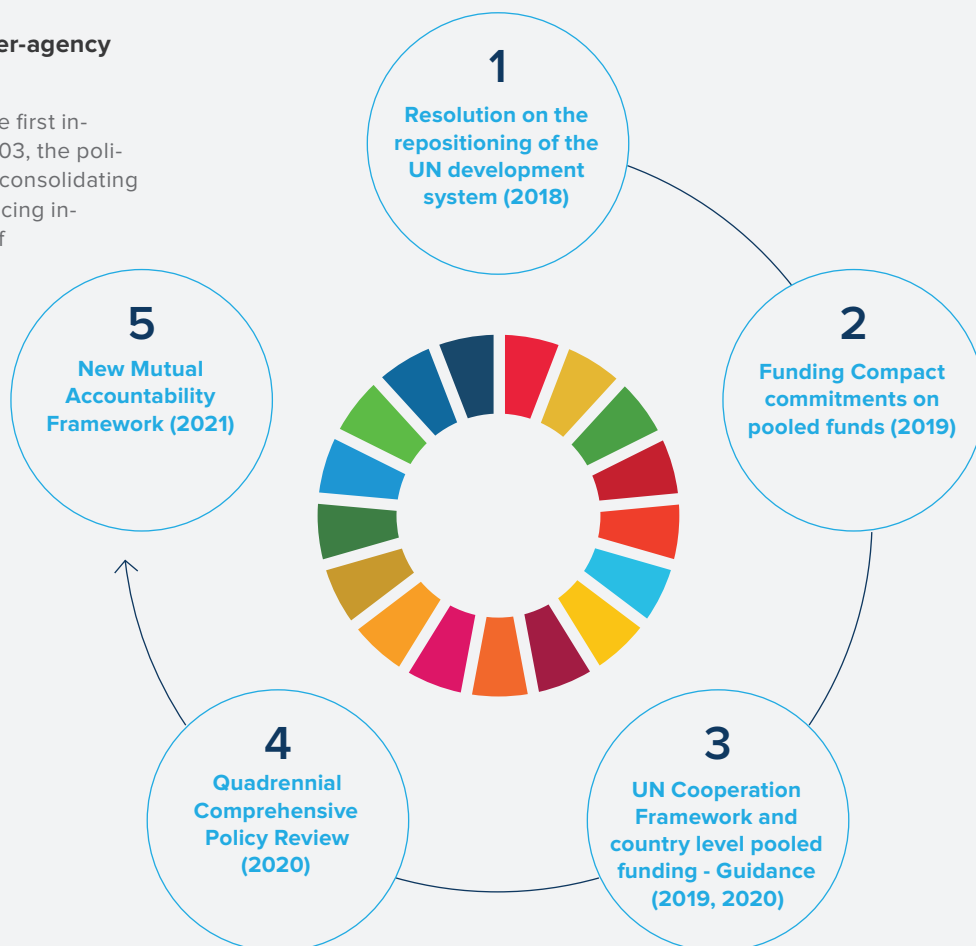 er-agency
e first in-
03, the poli-
consolidating
cing in-
f
1
Resolution on the
repositioning of the
UN development
system (2018)
2
Funding Compact
commitments on
pooled funds (2019)
3
UN Cooperation
Framework and
country level pooled
funding - Guidance
(2019, 2020)
4
Quadrennial
Comprehensive
Policy Review
(2020)
5
New Mutual
Accountability
Framework (2021)